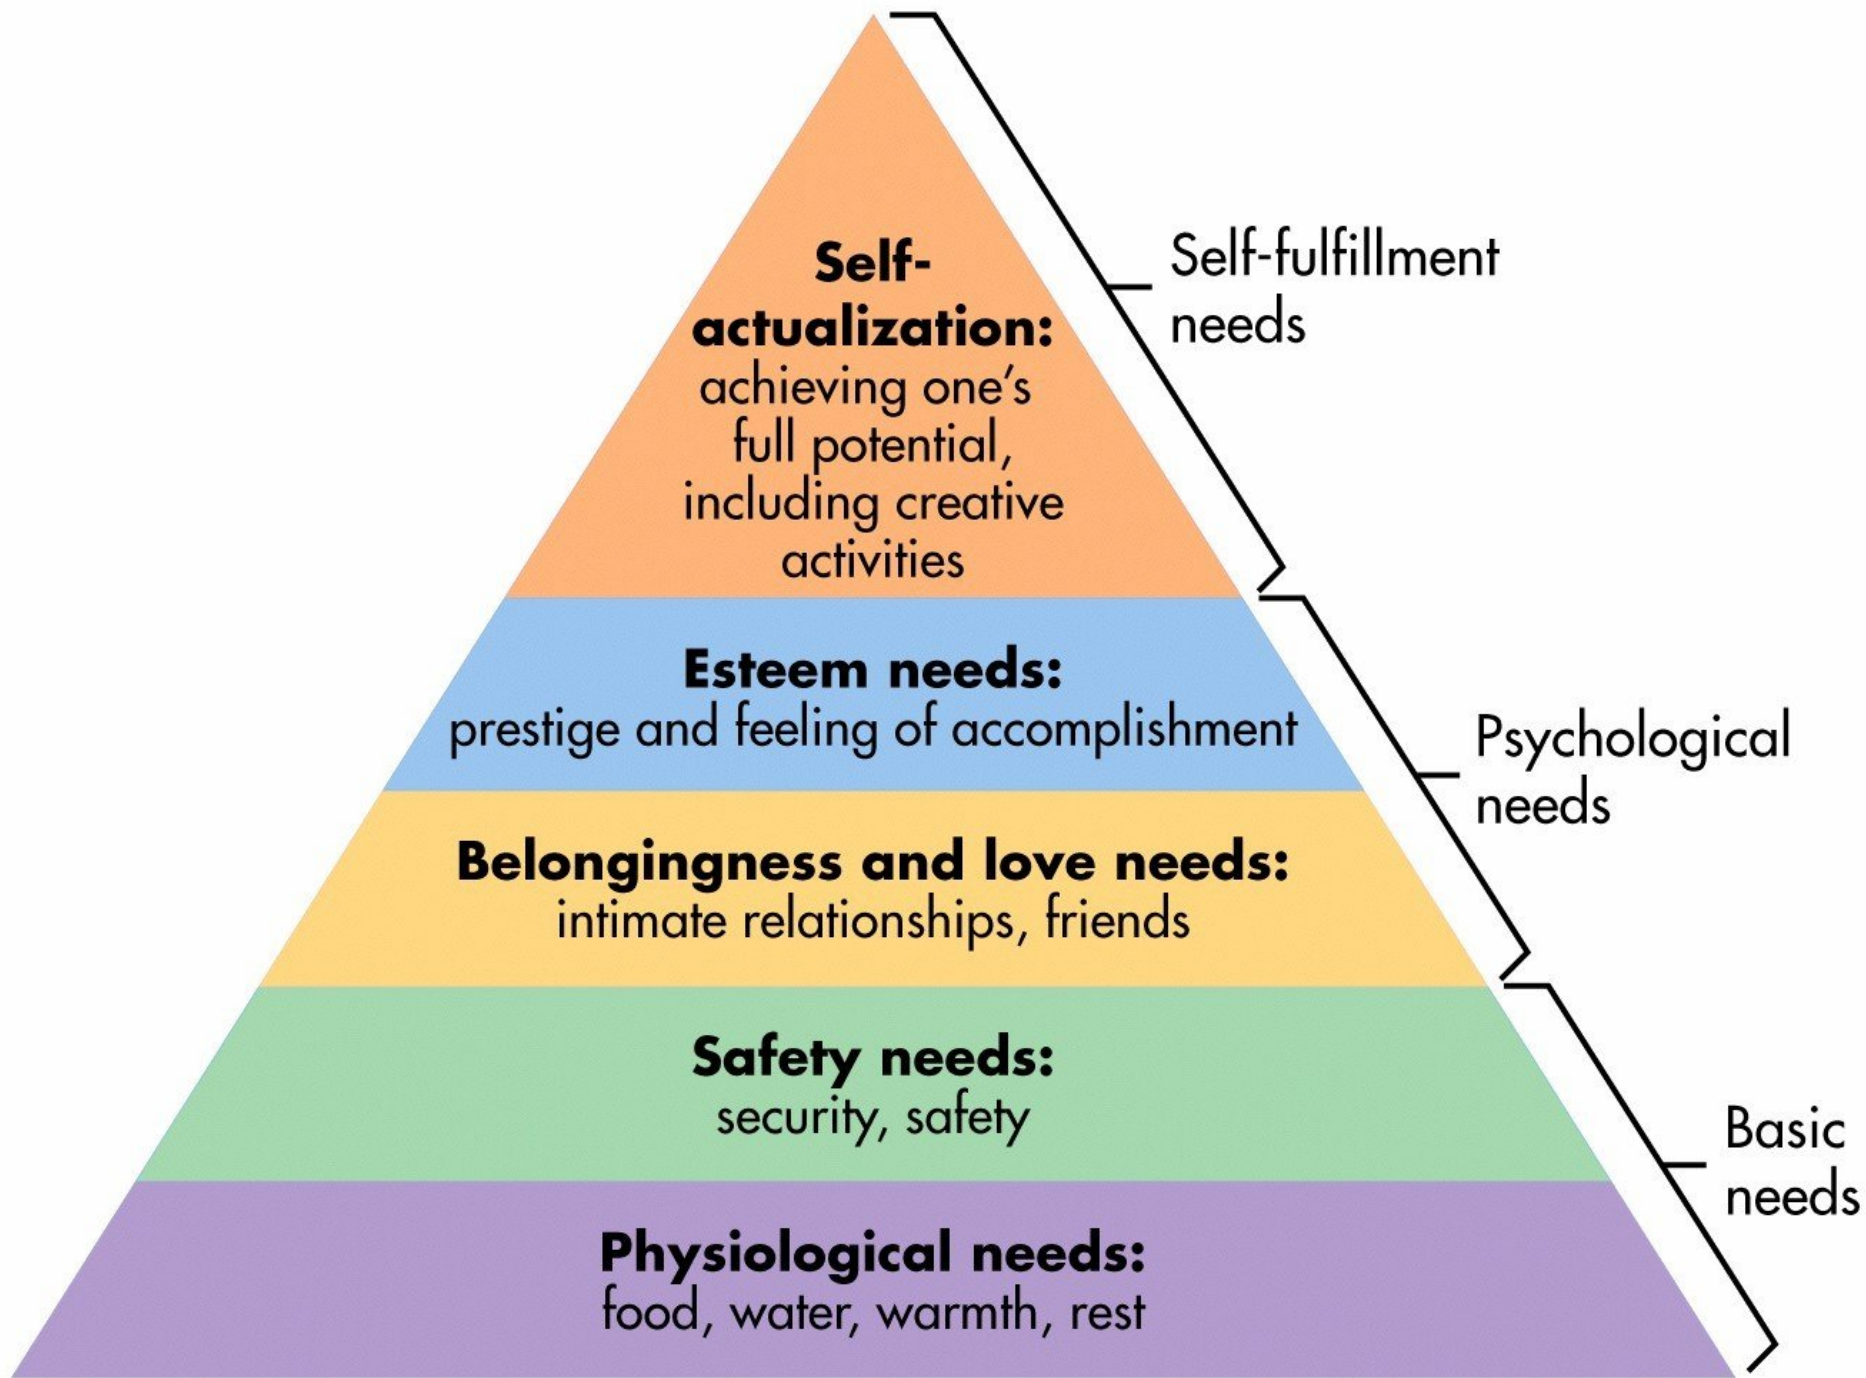 Self-
actualization:
achieving one's
full potential,
including creative
activities
Self-fulfillment
needs
Esteem needs:
prestige and feeling of accomplishment
Psychological
needs
Belongingness and love needs:
intimate relationships, friends
Safety needs:
security, safety
Basic
needs
Physiological needs:
food, water, warmth, rest